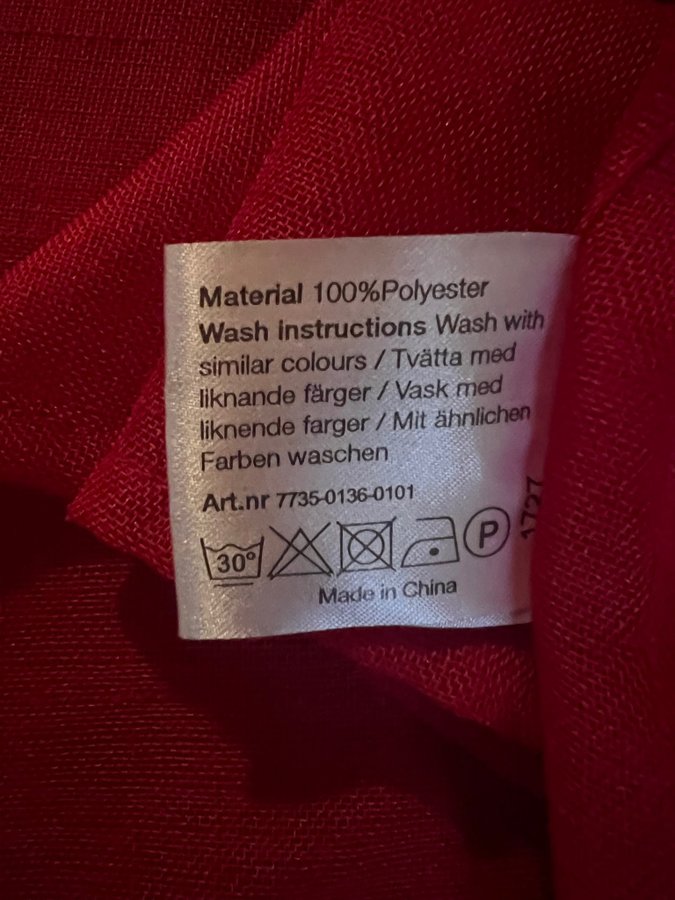 Material 100%Polyester
Wash instructions Wash with
similar colours / Tvätta med
liknande färger / Vask med
liknende farger / Mit ähnlichen
Farben waschen
Art.nr 7735-0136-0101
30°
P
1727
Made in China